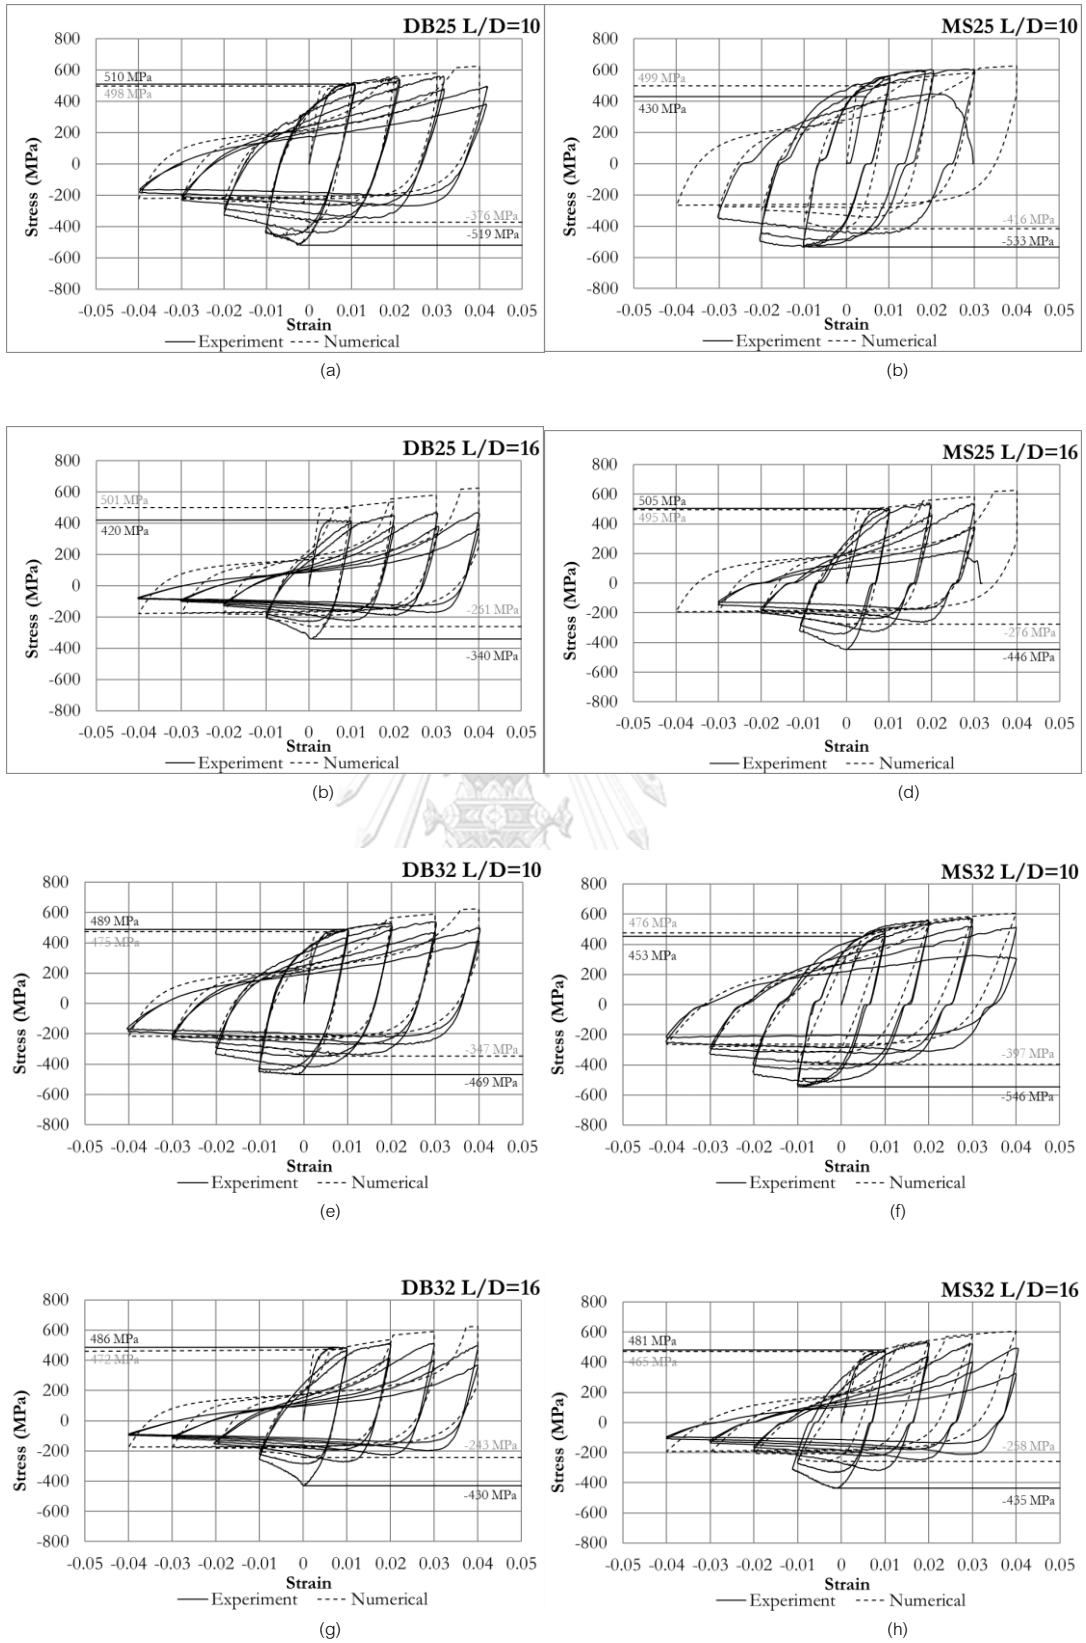 DB25 L/D=10
800
600
400
200
0
-200
-400
-600
-800
Stress (MPa)
510 MPa
498 MPa
-376 MPa
-519 MPa
-0.05 -0.04 -0.03 -0.02 -0.01 0 0.01 0.02 0.03 0.04 0.05
Strain
Experiment Numerical
(a)
MS25 L/D=10
800
600
400
200
0
-200
-400
-600
-800
Stress (MPa)
499 MPa
430 MPa
-416 MPa
-533 MPa
-0.05 -0.04 -0.03 -0.02 -0.01 0 0.01 0.02 0.03 0.04 0.05
Strain
Experiment Numerical
(b)
DB25 L/D=16
800
600
400
200
0
-200
-400
-600
-800
Stress (MPa)
501 MPa
420 MPa
-261 MPa
-340 MPa
-0.05 -0.04 -0.03 -0.02 -0.01 0 0.01 0.02 0.03 0.04 0.05
Strain
Experiment Numerical
(b)
MS25 L/D=16
800
600
400
200
0
-200
-400
-600
-800
Stress (MPa)
505 MPa
495 MPa
-276 MPa
-446 MPa
-0.05 -0.04 -0.03 -0.02 -0.01 0 0.01 0.02 0.03 0.04 0.05
Strain
Experiment Numerical
(d)
DB32 L/D=10
800
600
400
200
0
-200
-400
-600
-800
Stress (MPa)
489 MPa
475 MPa
-347 MPa
-469 MPa
-0.05 -0.04 -0.03 -0.02 -0.01 0 0.01 0.02 0.03 0.04 0.05
Strain
Experiment Numerical
(e)
MS32 L/D=10
800
600
400
200
0
-200
-400
-600
-800
Stress (MPa)
476 MPa
453 MPa
-397 MPa
-546 MPa
-0.05 -0.04 -0.03 -0.02 -0.01 0 0.01 0.02 0.03 0.04 0.05
Strain
Experiment Numerical
(f)
DB32 L/D=16
800
600
400
200
0
-200
-400
-600
-800
Stress (MPa)
486 MPa
472 MPa
-243 MPa
-430 MPa
-0.05 -0.04 -0.03 -0.02 -0.01 0 0.01 0.02 0.03 0.04 0.05
Strain
Experiment Numerical
(g)
MS32 L/D=16
800
600
400
200
0
-200
-400
-600
-800
Stress (MPa)
481 MPa
465 MPa
-258 MPa
-435 MPa
-0.05 -0.04 -0.03 -0.02 -0.01 0 0.01 0.02 0.03 0.04 0.05
Strain
Experiment Numerical
(h)